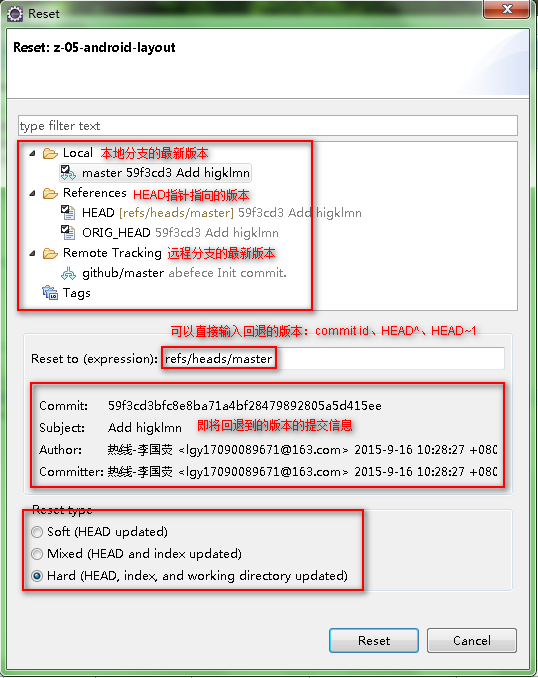 Reset
Reset: z-05-android-layout
type filter text
Local 本地分支的最新版本
master 59f3cd3 Add higklmn
References HEAD指针指向的版本
HEAD [refs/heads/master] 59f3cd3 Add higklmn
ORIG_HEAD 59f3cd3 Add higklmn
Remote Tracking 远程分支的最新版本
github/master abefece Init commit.
Tags
可以直接输入回退的版本：commit id、HEAD^、HEAD~1
Reset to (expression): refs/heads/master
Commit: 59f3cd3bfc8e8ba71a4bf28479892805a5d415ee
Subject: Add higklmn 即将回退到的版本的提交信息
Author: 热线-李国荧 <lgy17090089671@163.com> 2015-9-16 10:28:27 +080
Committer: 热线-李国荧 <lgy17090089671@163.com> 2015-9-16 10:28:27 +080
Reset type
Soft (HEAD updated)
Mixed (HEAD and index updated)
Hard (HEAD, index, and working directory updated)
Reset Cancel